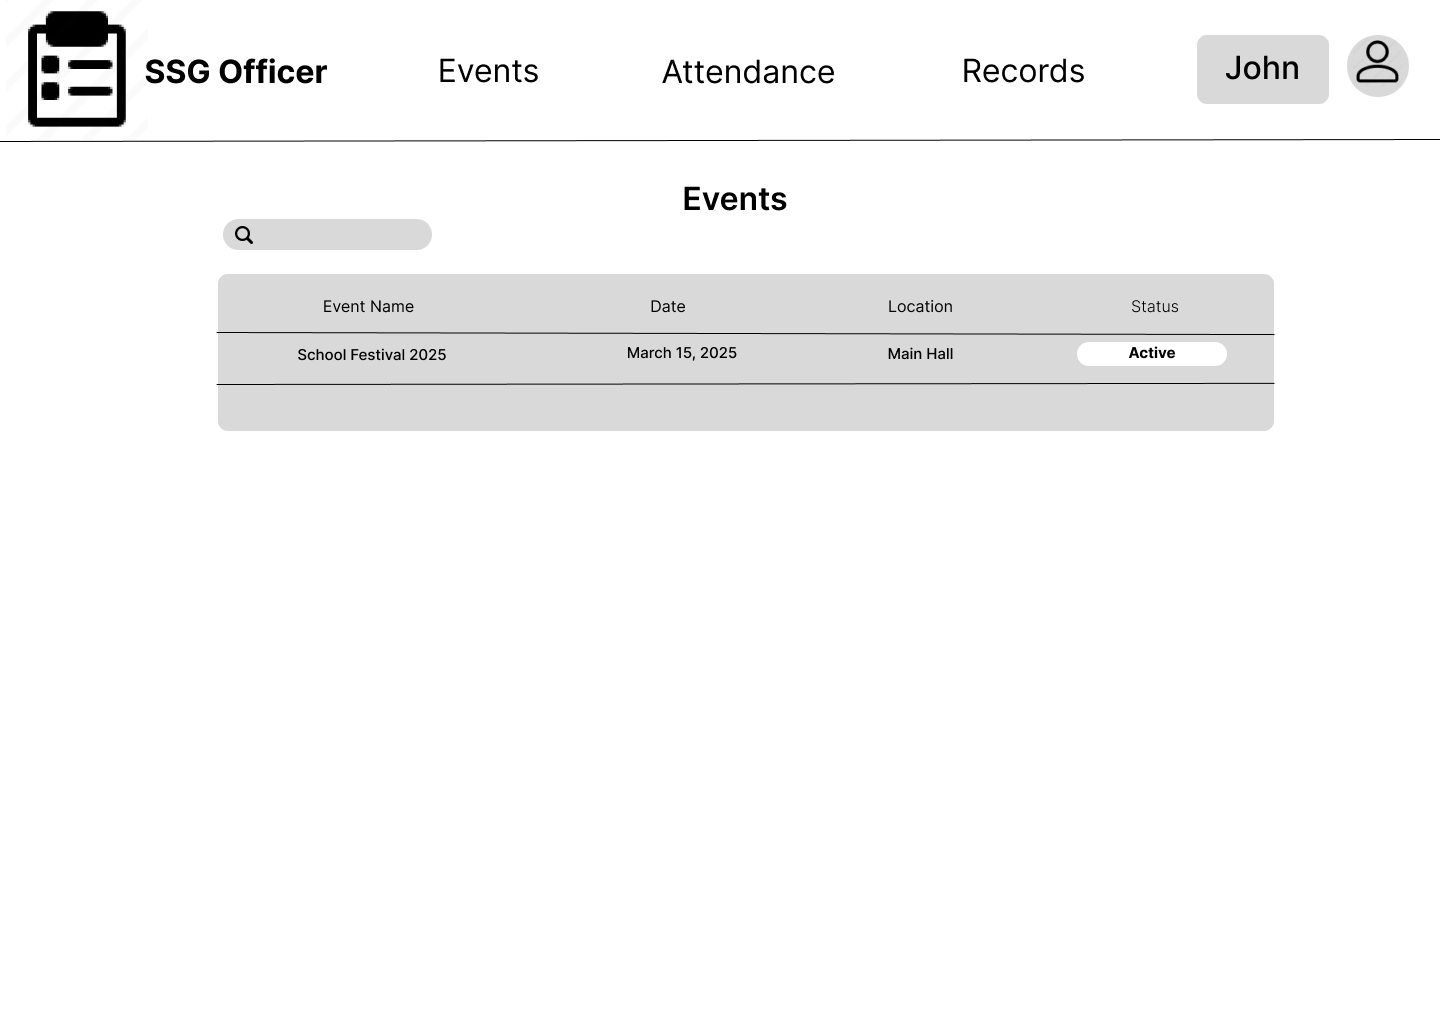 SSG Officer Events Attendance Records John
Events
Event Name Date Location Status
School Festival 2025 March 15, 2025 Main Hall Active